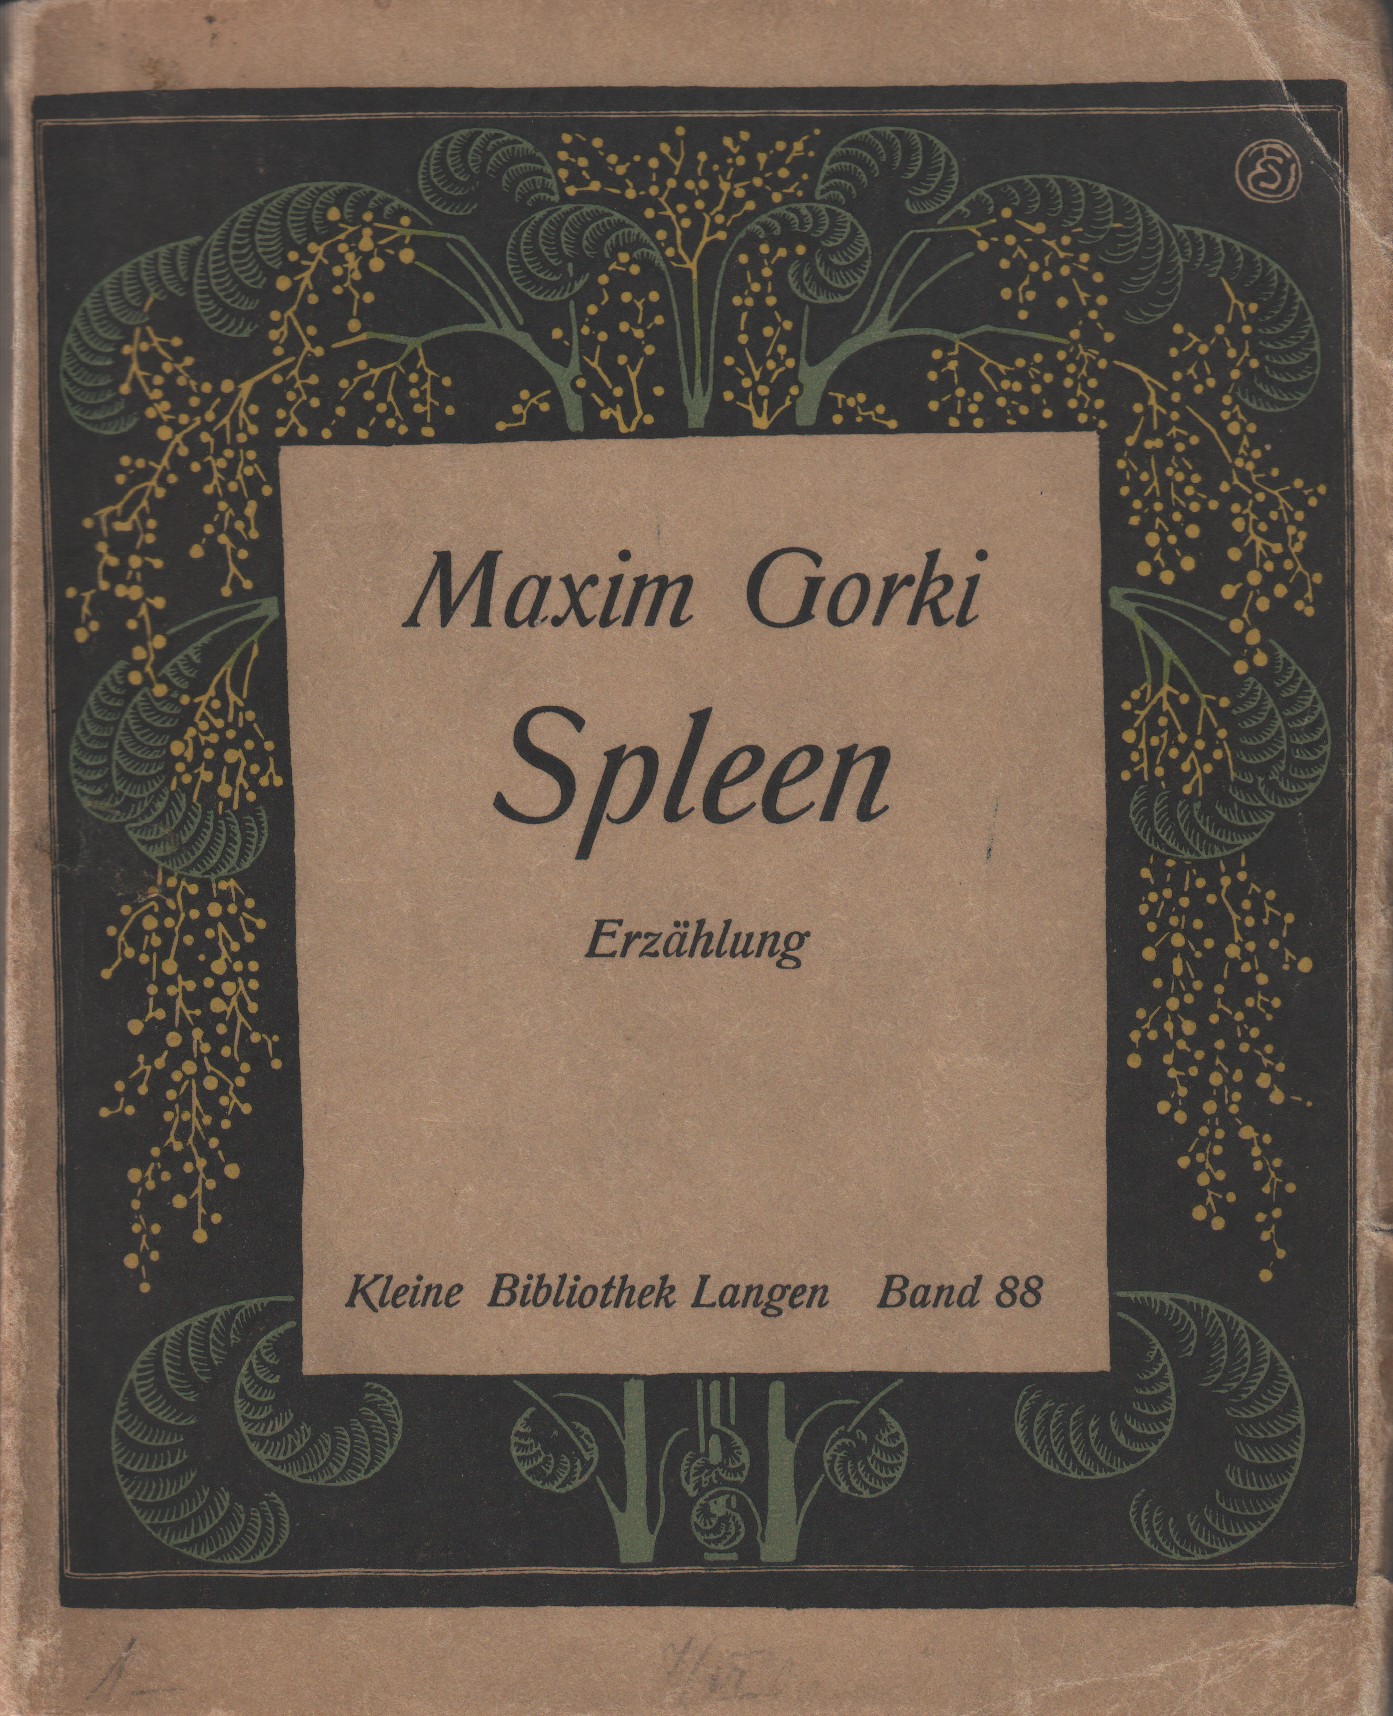 Maxim Gorki
Spleen
Erzählung
Kleine Bibliothek Langen Band 88